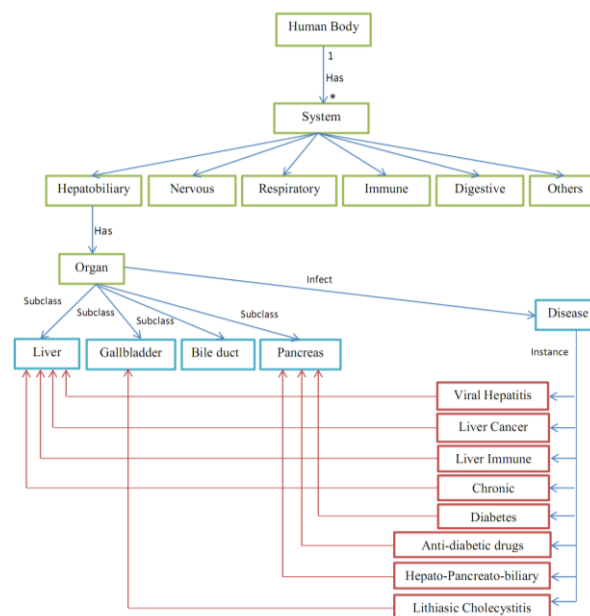 Human Body
1
Has
*
System
Hepatobiliary
Nervous
Respiratory
Immune
Digestive
Others
Has
Organ
Infect
Subclass
Subclass
Subclass
Subclass
Disease
Liver
Gallbladder
Bile duct
Pancreas
Instance
Viral Hepatitis
Liver Cancer
Liver Immune
Chronic
Diabetes
Anti-diabetic drugs
Hepato-Pancreato-biliary
Lithiasic Cholecystitis